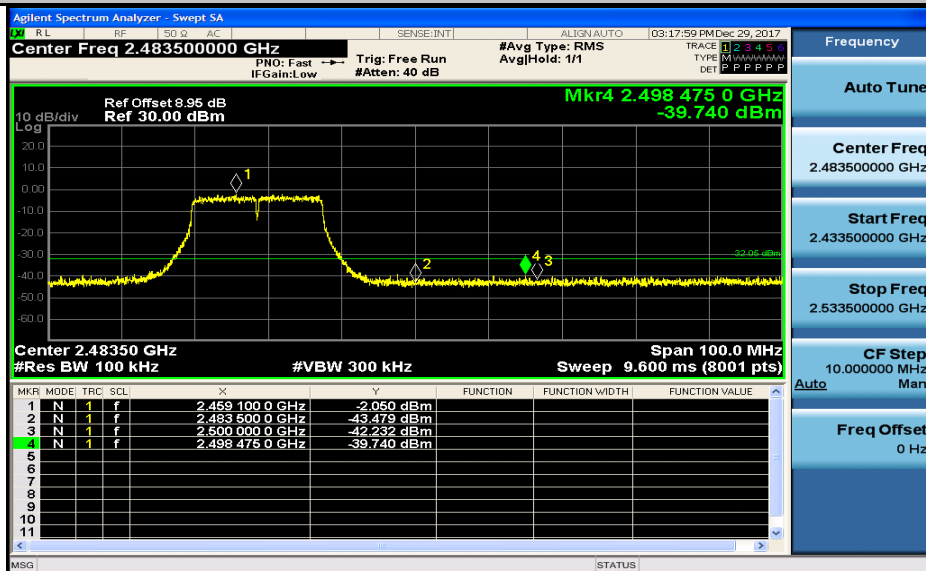 Agilent Spectrum Analyzer - Swept SA
LXI RL RF 50 Ω AC SENSE:INT ALIGN AUTO 03:17:59 PM Dec 29, 2017
Center Freq 2.483500000 GHz
PNO: Fast
IFGain:Low
Trig: Free Run
#Atten: 40 dB
#Avg Type: RMS
Avg|Hold: 1/1
TRACE 1 2 3 4 5 6
TYPE M W W W W W
DET P P P P P P
Frequency
Mkr4 2.498 475 0 GHz
-39.740 dBm
Ref Offset 8.95 dB
Ref 30.00 dBm
10 dB/div
Log
20.0
10.0
0.00
-10.0
-20.0
-30.0
-40.0
-50.0
-60.0
1
2
4
3
-32.05 dBm
Center 2.48350 GHz
Span 100.0 MHz
#Res BW 100 kHz
#VBW 300 kHz
Sweep 9.600 ms (8001 pts)
MKR MODE TRC SCL X Y FUNCTION FUNCTION WIDTH FUNCTION VALUE
1 N 1 f 2.459 100 0 GHz -2.050 dBm
2 N 1 f 2.483 500 0 GHz -43.479 dBm
3 N 1 f 2.500 000 0 GHz -42.232 dBm
4 N 1 f 2.498 475 0 GHz -39.740 dBm
5
6
7
8
9
10
11
MSG
STATUS
Auto Tune
Center Freq
2.483500000 GHz
Start Freq
2.433500000 GHz
Stop Freq
2.533500000 GHz
CF Step
10.000000 MHz
Auto Man
Freq Offset
0 Hz